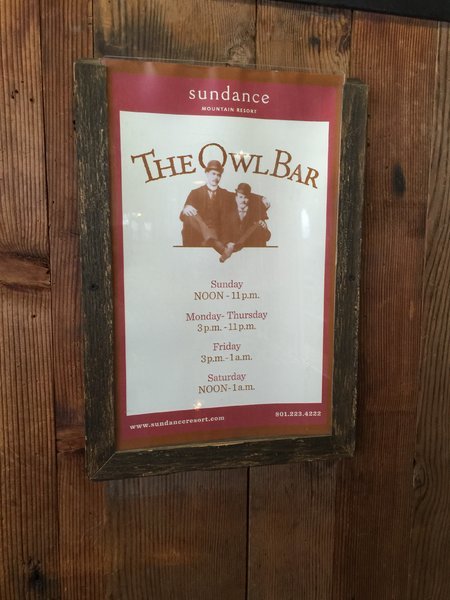 sundance
MOUNTAIN RESORT
THE OWL BAR
Sunday
NOON - 11 p.m.
Monday- Thursday
3 p.m. - 11 p.m.
Friday
3 p.m. - 1 a.m.
Saturday
NOON- 1 a.m.
www.sundanceresort.com 801.223.4222